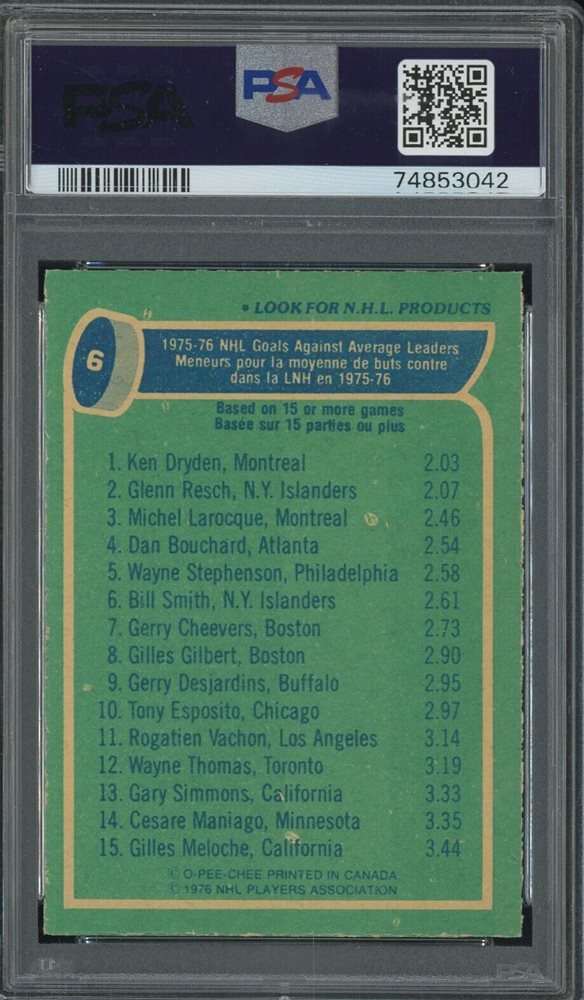 PSA
PSA
74853042
• LOOK FOR N.H.L. PRODUCTS
6
1975-76 NHL Goals Against Average Leaders
Meneurs pour la moyenne de buts contre
dans la LNH en 1975-76
Based on 15 or more games
Basée sur 15 parties ou plus
1. Ken Dryden, Montreal 2.03
2. Glenn Resch, N.Y. Islanders 2.07
3. Michel Larocque, Montreal 2.46
4. Dan Bouchard, Atlanta 2.54
5. Wayne Stephenson, Philadelphia 2.58
6. Bill Smith, N.Y. Islanders 2.61
7. Gerry Cheevers, Boston 2.73
8. Gilles Gilbert, Boston 2.90
9. Gerry Desjardins, Buffalo 2.95
10. Tony Esposito, Chicago 2.97
11. Rogatien Vachon, Los Angeles 3.14
12. Wayne Thomas, Toronto 3.19
13. Gary Simmons, California 3.33
14. Cesare Maniago, Minnesota 3.35
15. Gilles Meloche, California 3.44
© O-PEE-CHEE PRINTED IN CANADA
© 1976 NHL PLAYERS ASSOCIATION
PSA